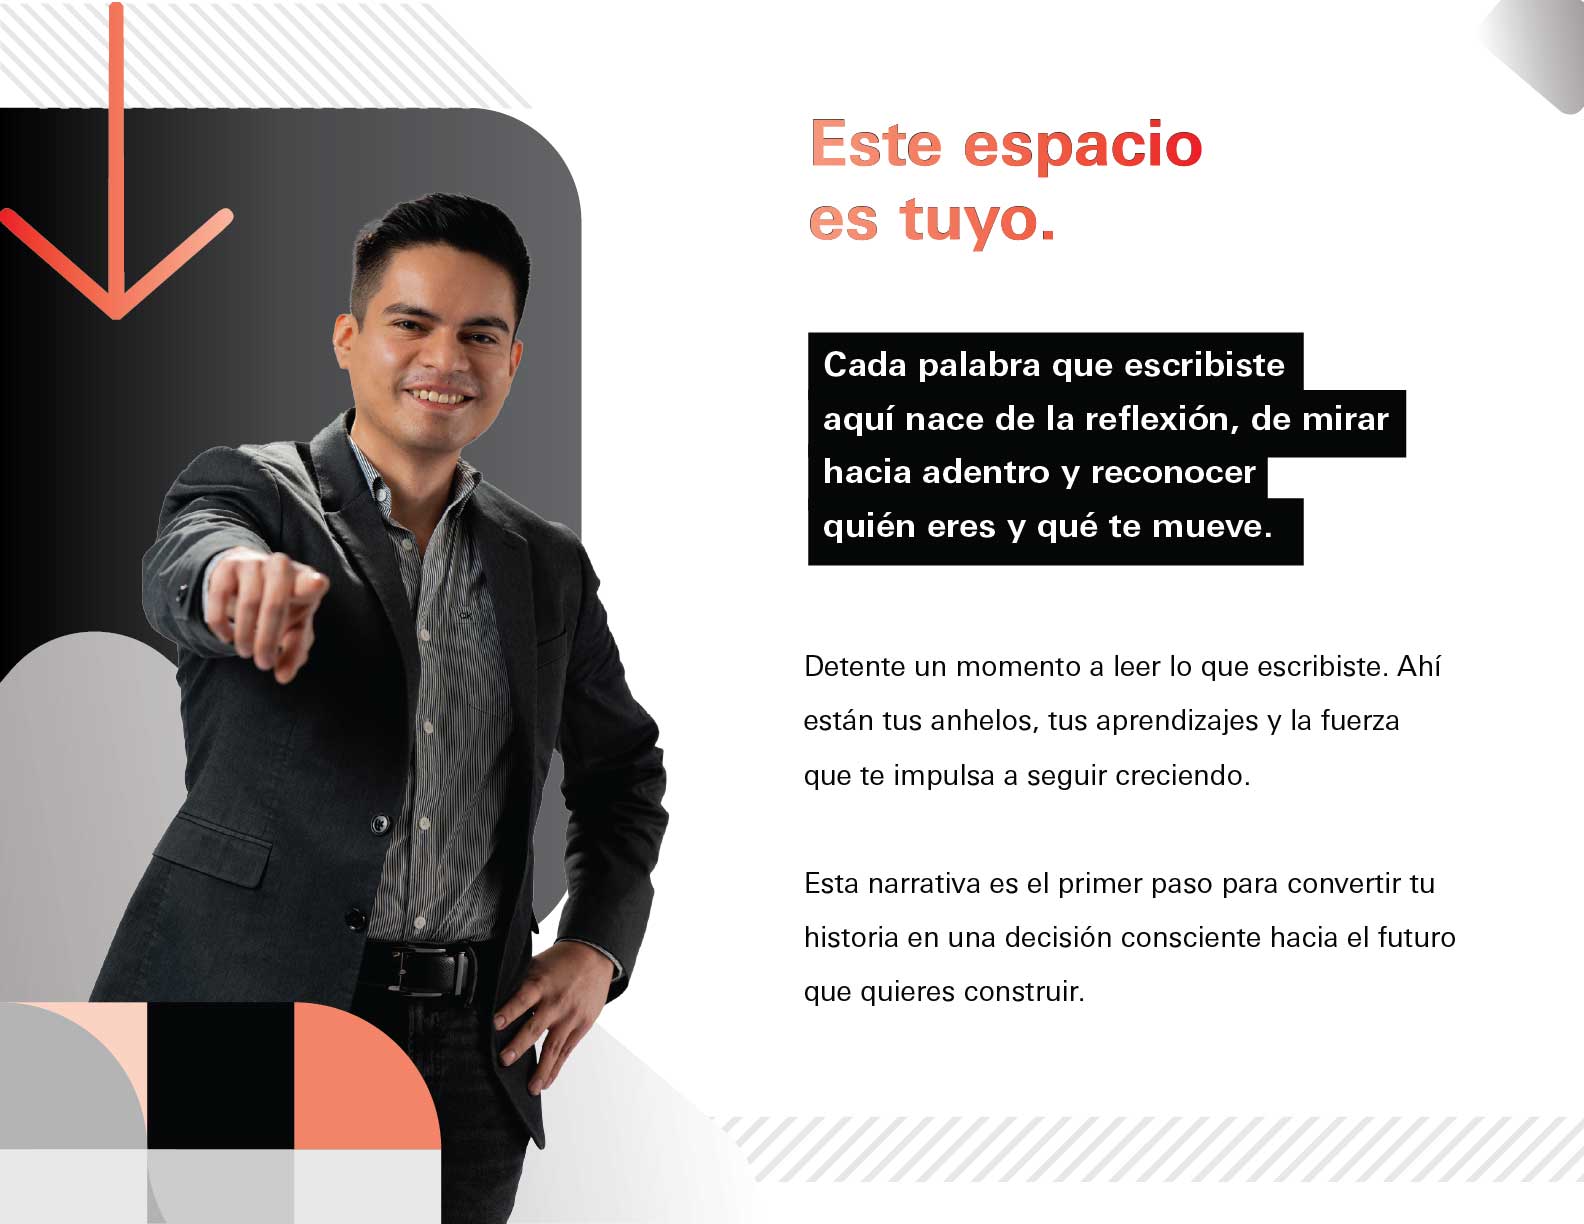 Este espacio
es tuyo.
Cada palabra que escribiste
aquí nace de la reflexión, de mirar
hacia adentro y reconocer
quién eres y qué te mueve.
Detente un momento a leer lo que escribiste. Ahí
están tus anhelos, tus aprendizajes y la fuerza
que te impulsa a seguir creciendo.
Esta narrativa es el primer paso para convertir tu
historia en una decisión consciente hacia el futuro
que quieres construir.